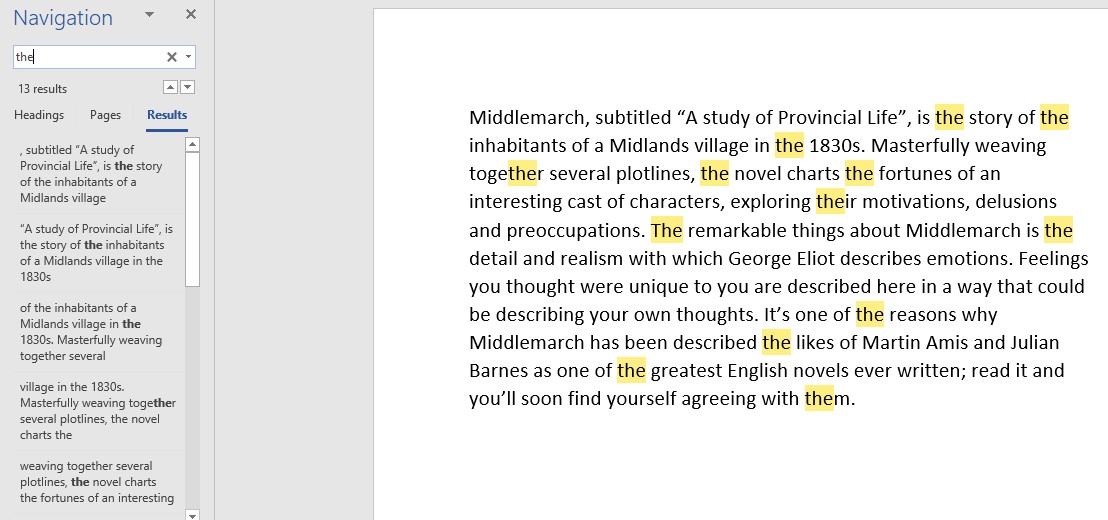 Navigation
the
13 results
Headings Pages Results
, subtitled “A study of
Provincial Life”, is the story
of the inhabitants of a
Midlands village
“A study of Provincial Life”, is
the story of the inhabitants
of a Midlands village in the
1830s
of the inhabitants of a
Midlands village in the
1830s. Masterfully weaving
together several
village in the 1830s.
Masterfully weaving together
several plotlines, the novel
charts the
weaving together several
plotlines, the novel charts
the fortunes of an interesting
Middlemarch, subtitled “A study of Provincial Life”, is the story of the
inhabitants of a Midlands village in the 1830s. Masterfully weaving
together several plotlines, the novel charts the fortunes of an
interesting cast of characters, exploring their motivations, delusions
and preoccupations. The remarkable things about Middlemarch is the
detail and realism with which George Eliot describes emotions. Feelings
you thought were unique to you are described here in a way that could
be describing your own thoughts. It’s one of the reasons why
Middlemarch has been described the likes of Martin Amis and Julian
Barnes as one of the greatest English novels ever written; read it and
you’ll soon find yourself agreeing with them.